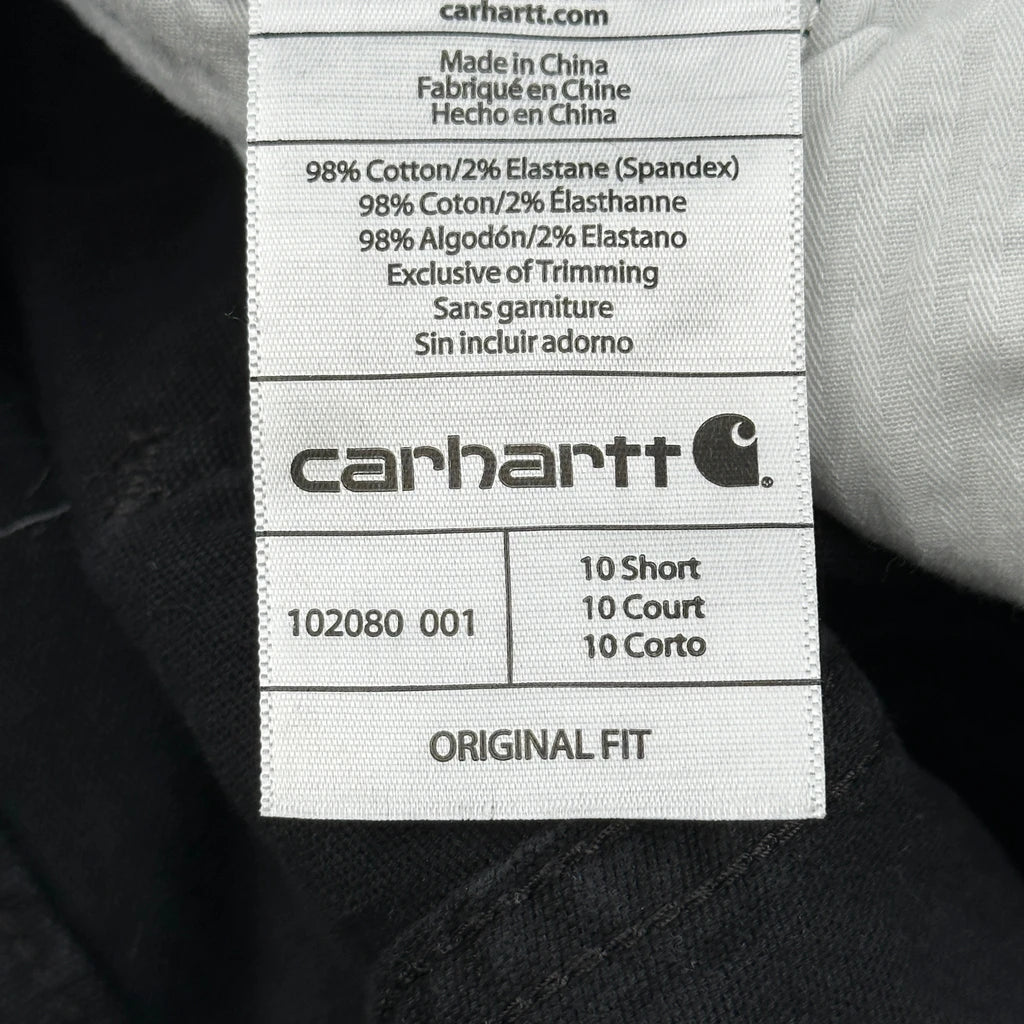 carhartt.com
Made in China
Fabriqué en Chine
Hecho en China
98% Cotton/2% Elastane (Spandex)
98% Coton/2% Élasthanne
98% Algodón/2% Elastano
Exclusive of Trimming
Sans garniture
Sin incluir adorno
carhartt
102080 001
10 Short
10 Court
10 Corto
ORIGINAL FIT